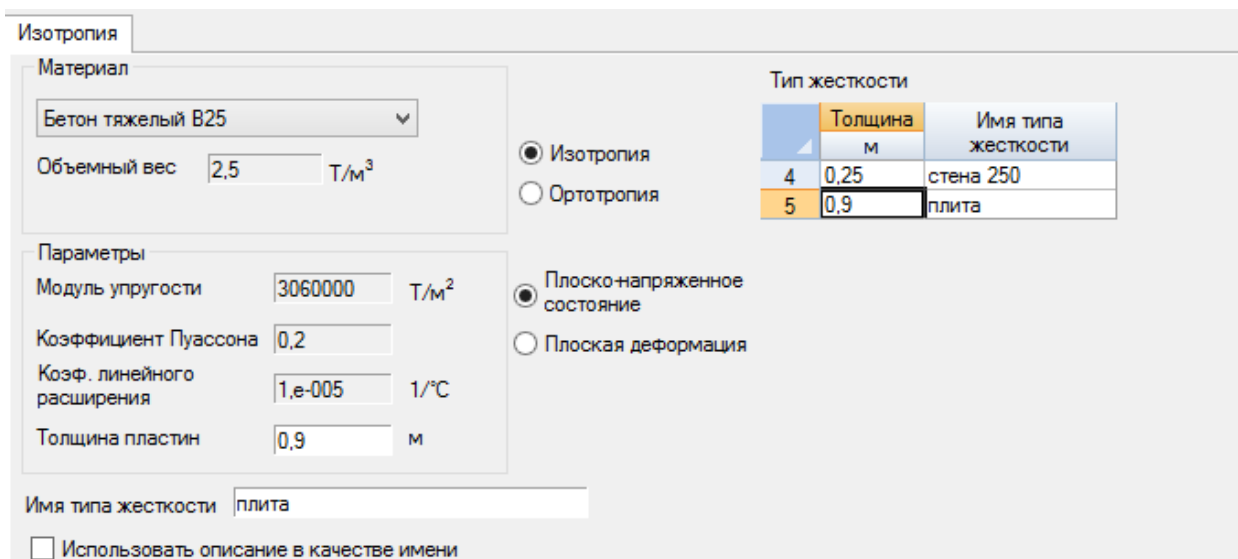 Изотропия
Материал
Бетон тяжелый B25
Объемный вес 2,5 Т/м³
Изотропия
Ортотропия
Тип жесткости
Толщина Имя типа
м жесткости
4 0,25 стена 250
5 0,9 плита
Параметры
Модуль упругости 3060000 Т/м²
Коэффициент Пуассона 0,2
Коэф. линейного
расширения 1,e-005 1/°C
Толщина пластин 0,9 м
Плоско-напряженное
состояние
Плоская деформация
Имя типа жесткости плита
Использовать описание в качестве имени